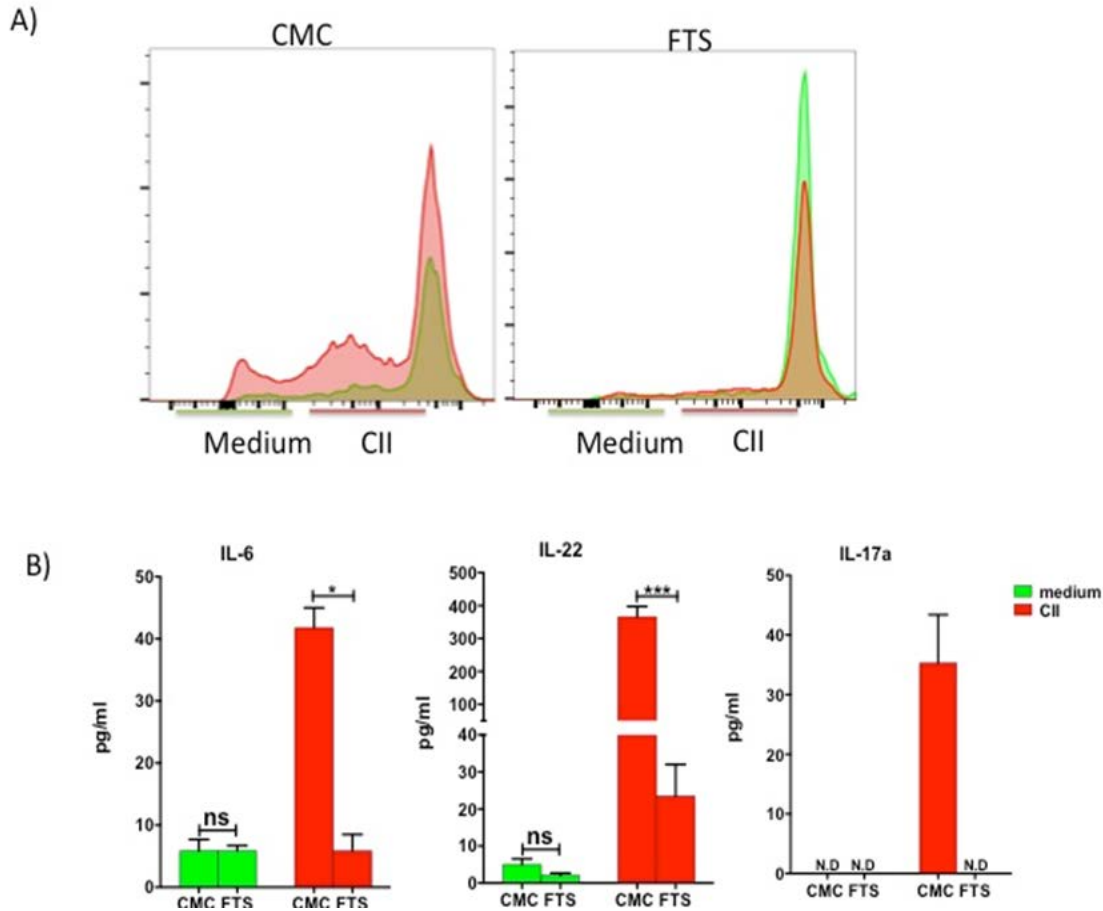 A)
CMC
FTS
Medium CII
Medium CII
B)
IL-6
pg/ml
50
40
30
20
10
0
ns
*
CMC FTS
CMC FTS
IL-22
pg/ml
500
400
300
200
100
40
30
20
10
0
ns
***
CMC FTS
CMC FTS
IL-17a
pg/ml
50
40
30
20
10
0
N.D N.D
N.D
CMC FTS
CMC FTS
medium
CII